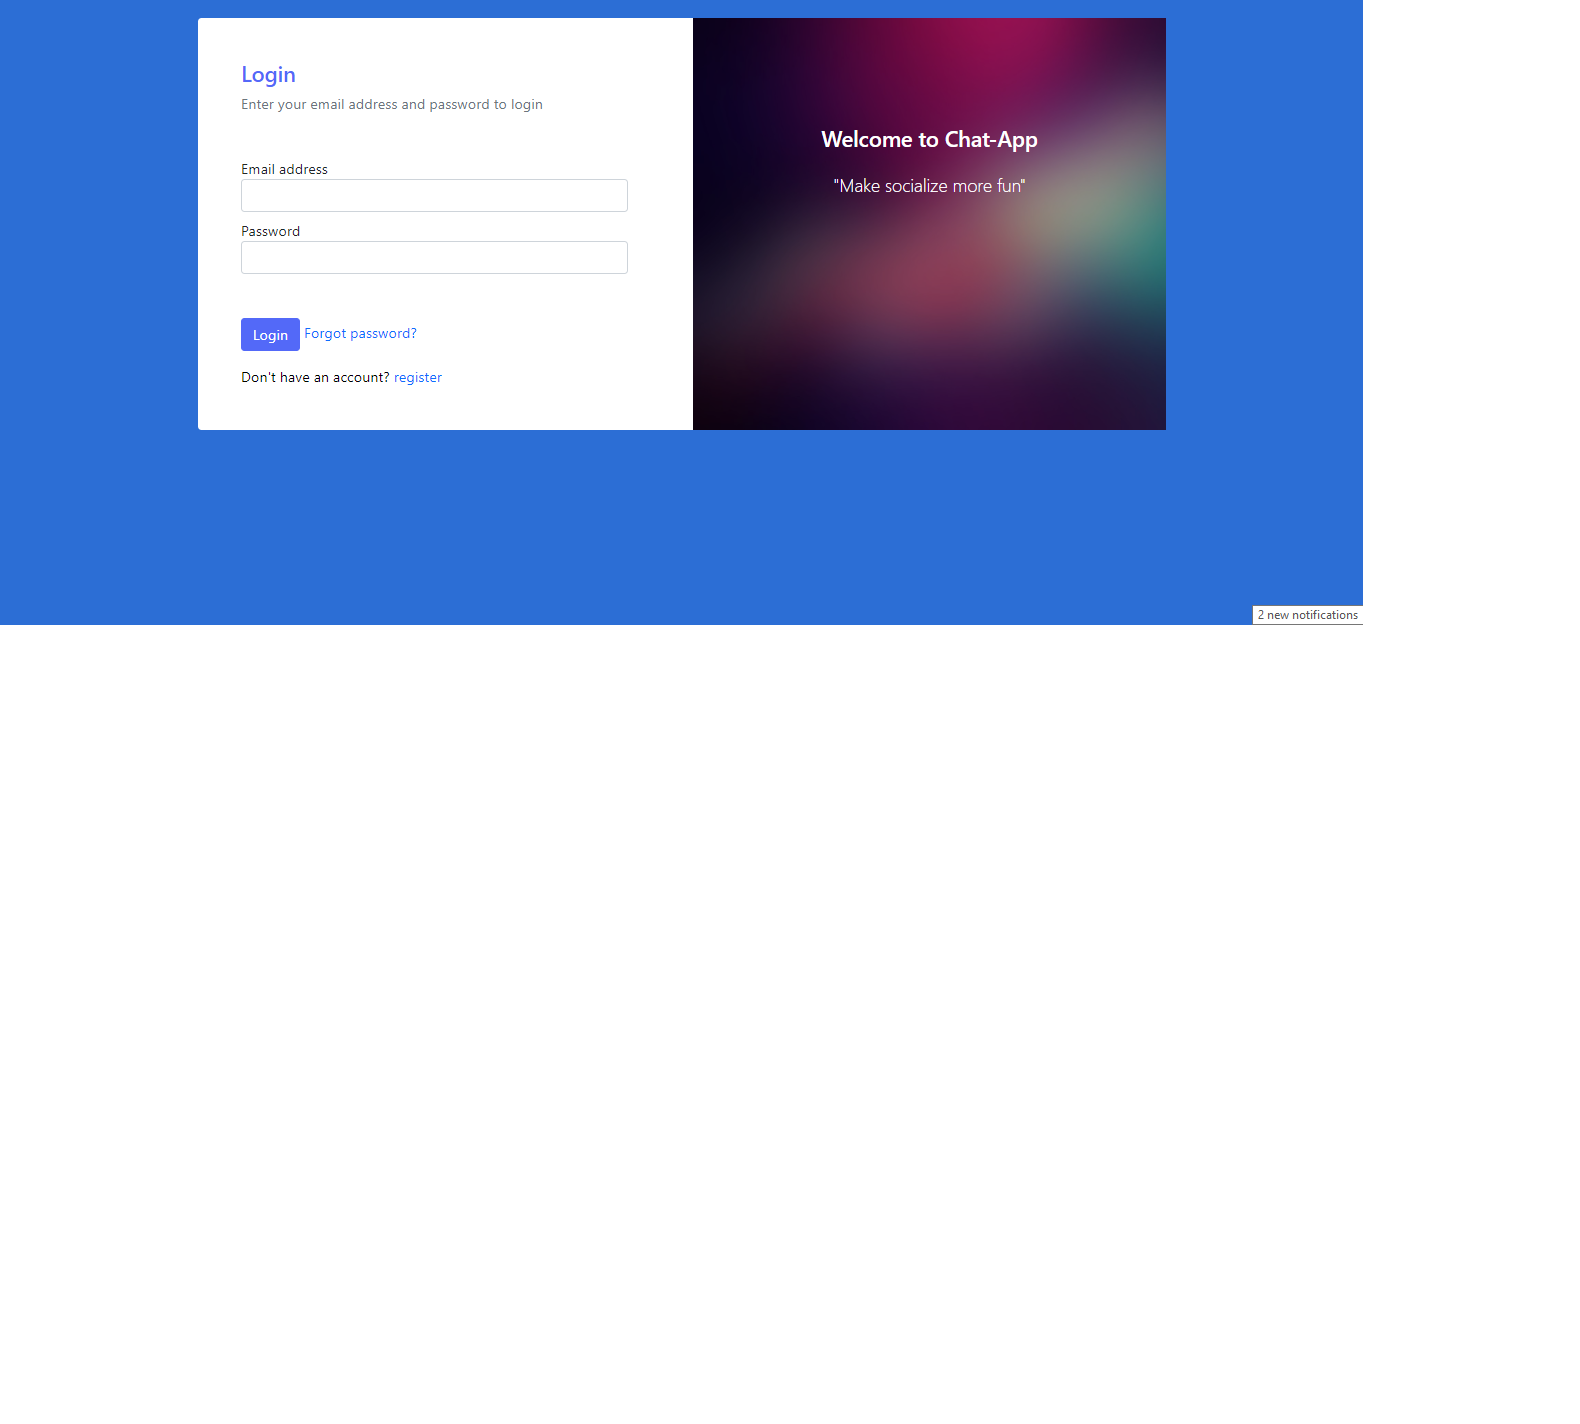 Login
Enter your email address and password to login
Email address
Password
Login Forgot password?
Don't have an account? register
Welcome to Chat-App
"Make socialize more fun"
2 new notifications